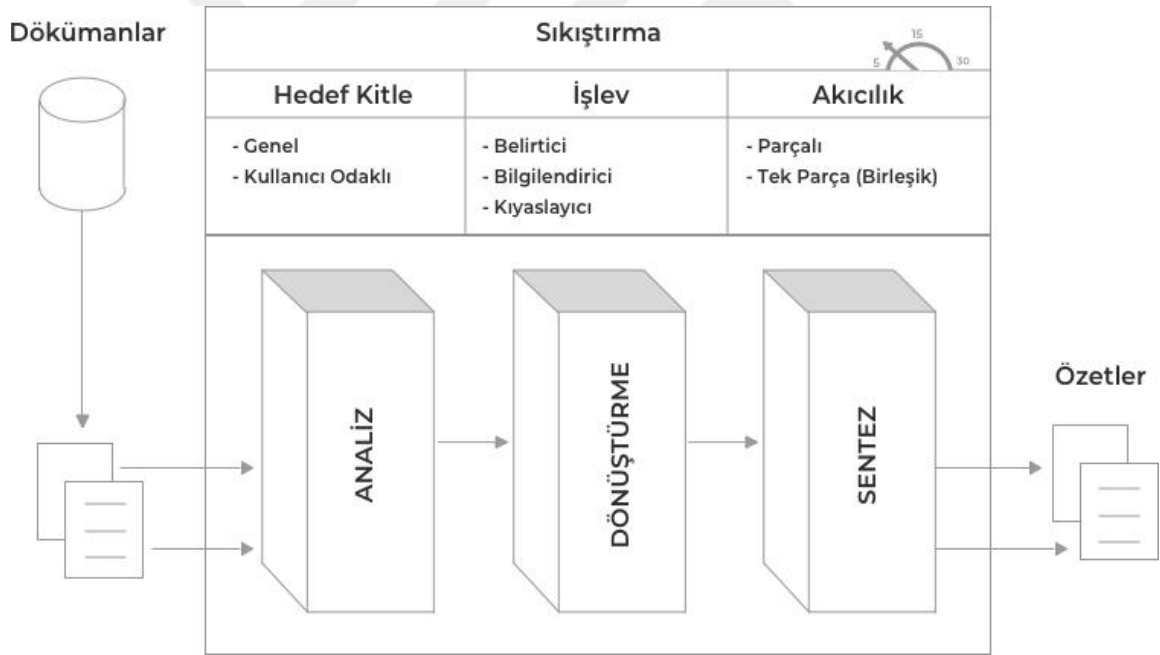 Dökümanlar
Sıkıştırma
5
15
30
Hedef Kitle
İşlev
Akıcılık
- Genel
- Kullanıcı Odaklı
- Belirtici
- Bilgilendirici
- Kıyaslayıcı
- Parçalı
- Tek Parça (Birleşik)
ANALİZ
DÖNÜŞTÜRME
SENTEZ
Özetler